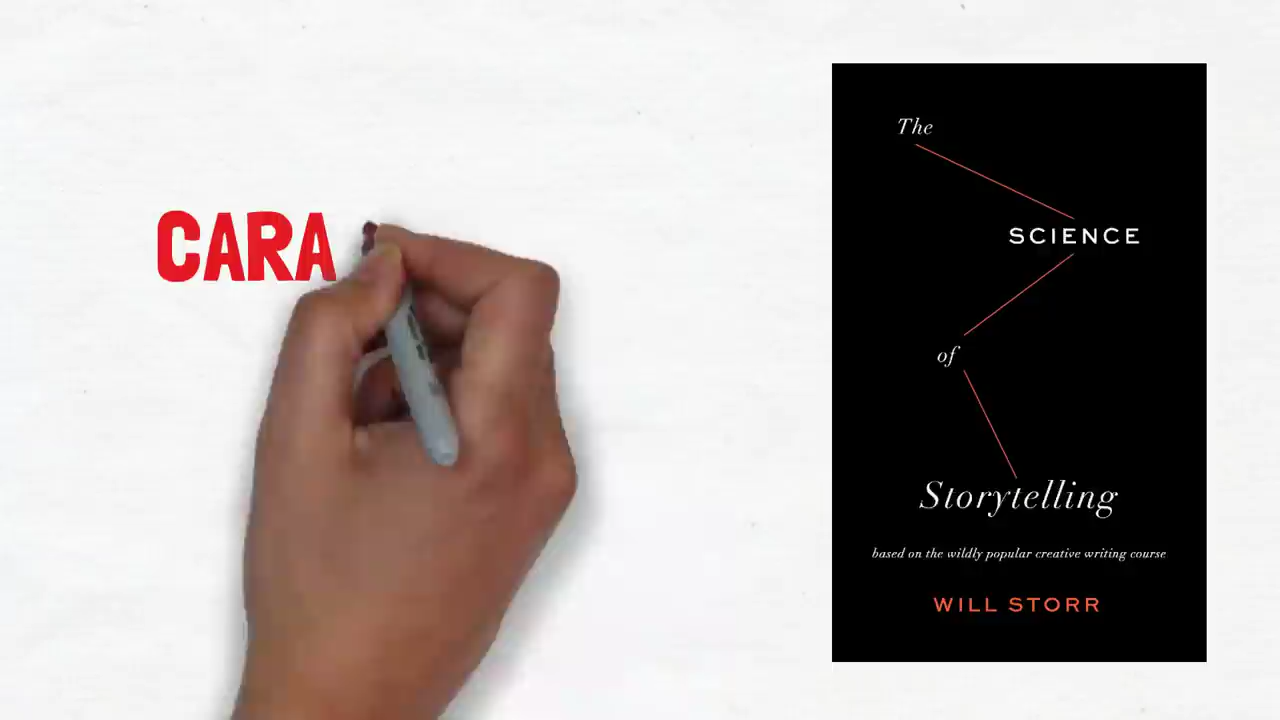 CARA
The
SCIENCE
of
Storytelling
based on the wildly popular creative writing course
WILL STORR